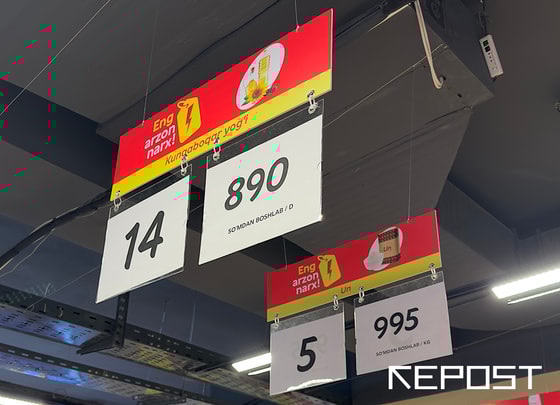 Eng
arzon
narx!
Kungaboqar yog'i
14 890
SO'MDAN BOSHLAB / D
Eng
arzon
narx!
Un
Un
5 995
SO'MDAN BOSHLAB / KG
REPOST